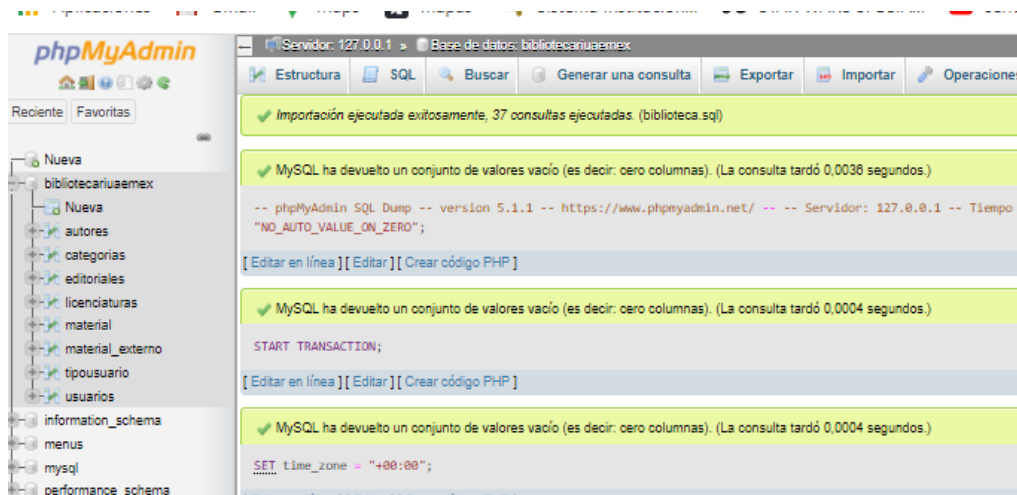 phpMyAdmin
Reciente Favoritas
Nueva
bibliotecariuaemex
Nueva
autores
categorias
editoriales
licenciaturas
material
material_externo
tipousuario
usuarios
information_schema
menus
mysql
performance_schema
Servidor: 127.0.0.1 » Base de datos: bibliotecariuaemex
Estructura SQL Buscar Generar una consulta Exportar Importar Operaciones
Importación ejecutada exitosamente, 37 consultas ejecutadas. (biblioteca.sql)
MySQL ha devuelto un conjunto de valores vacío (es decir: cero columnas). (La consulta tardó 0,0036 segundos.)
-- phpMyAdmin SQL Dump -- version 5.1.1 -- https://www.phpmyadmin.net/ -- -- Servidor: 127.0.0.1 -- Tiempo
"NO_AUTO_VALUE_ON_ZERO";
[ Editar en línea ] [ Editar ] [ Crear código PHP ]
MySQL ha devuelto un conjunto de valores vacío (es decir: cero columnas). (La consulta tardó 0,0004 segundos.)
START TRANSACTION;
[ Editar en línea ] [ Editar ] [ Crear código PHP ]
MySQL ha devuelto un conjunto de valores vacío (es decir: cero columnas). (La consulta tardó 0,0004 segundos.)
SET time_zone = "+00:00";